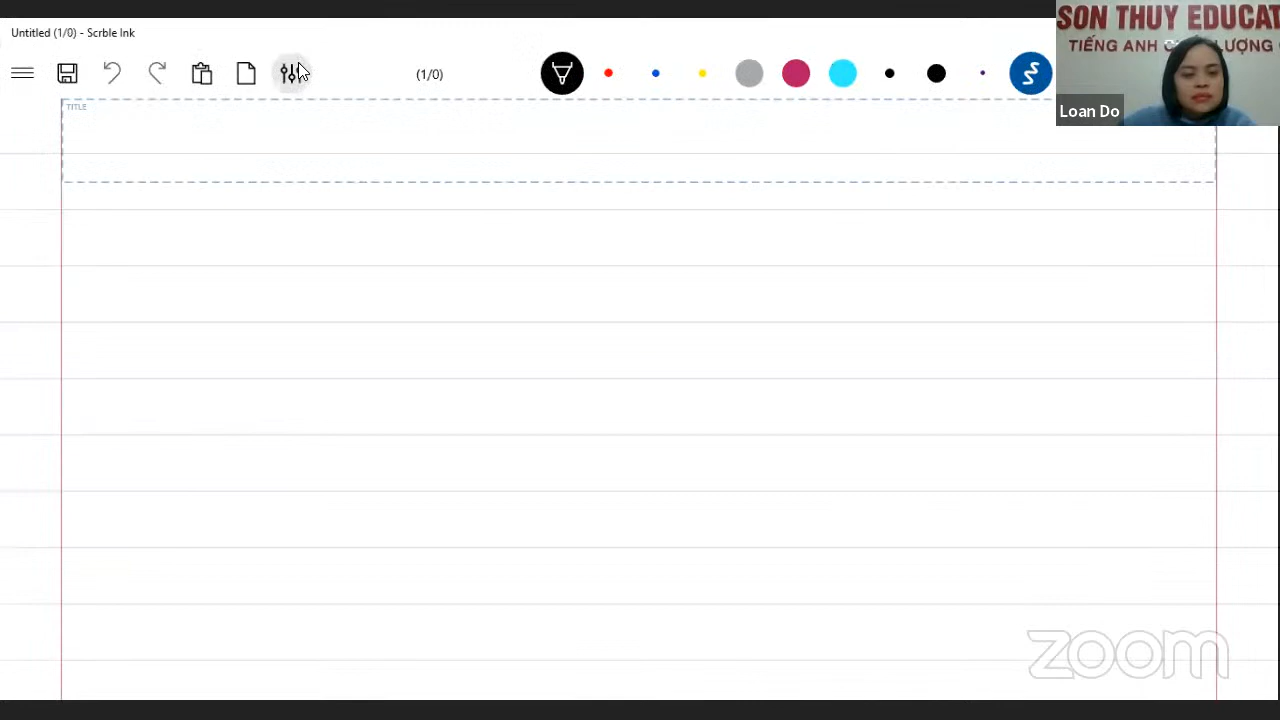 Untitled (1/0) - Scrble Ink
(1/0)
TITLE
SON THUY EDUCAT
TIẾNG ANH LƯỢNG
Loan Do
zoom